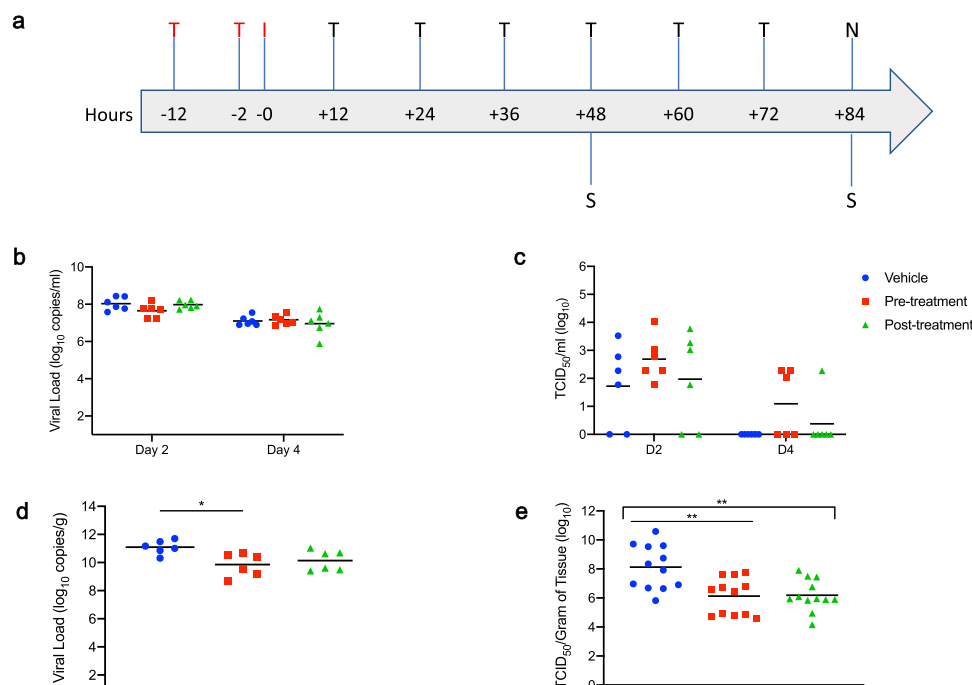 a
T T I T T T T T T N
Hours -12 -2 -0 +12 +24 +36 +48 +60 +72 +84
S S
b
Viral Load (log10 copies/ml)
10
8
6
4
2
Day 2 Day 4
c
TCID50/ml (log10)
6
5
4
3
2
1
0
D2 D4
Vehicle
Pre-treatment
Post-treatment
d
Viral Load (log10 copies/g)
14
12
10
8
6
4
2
*
e
TCID50/Gram of Tissue (log10)
12
10
8
6
4
2
0
**
**